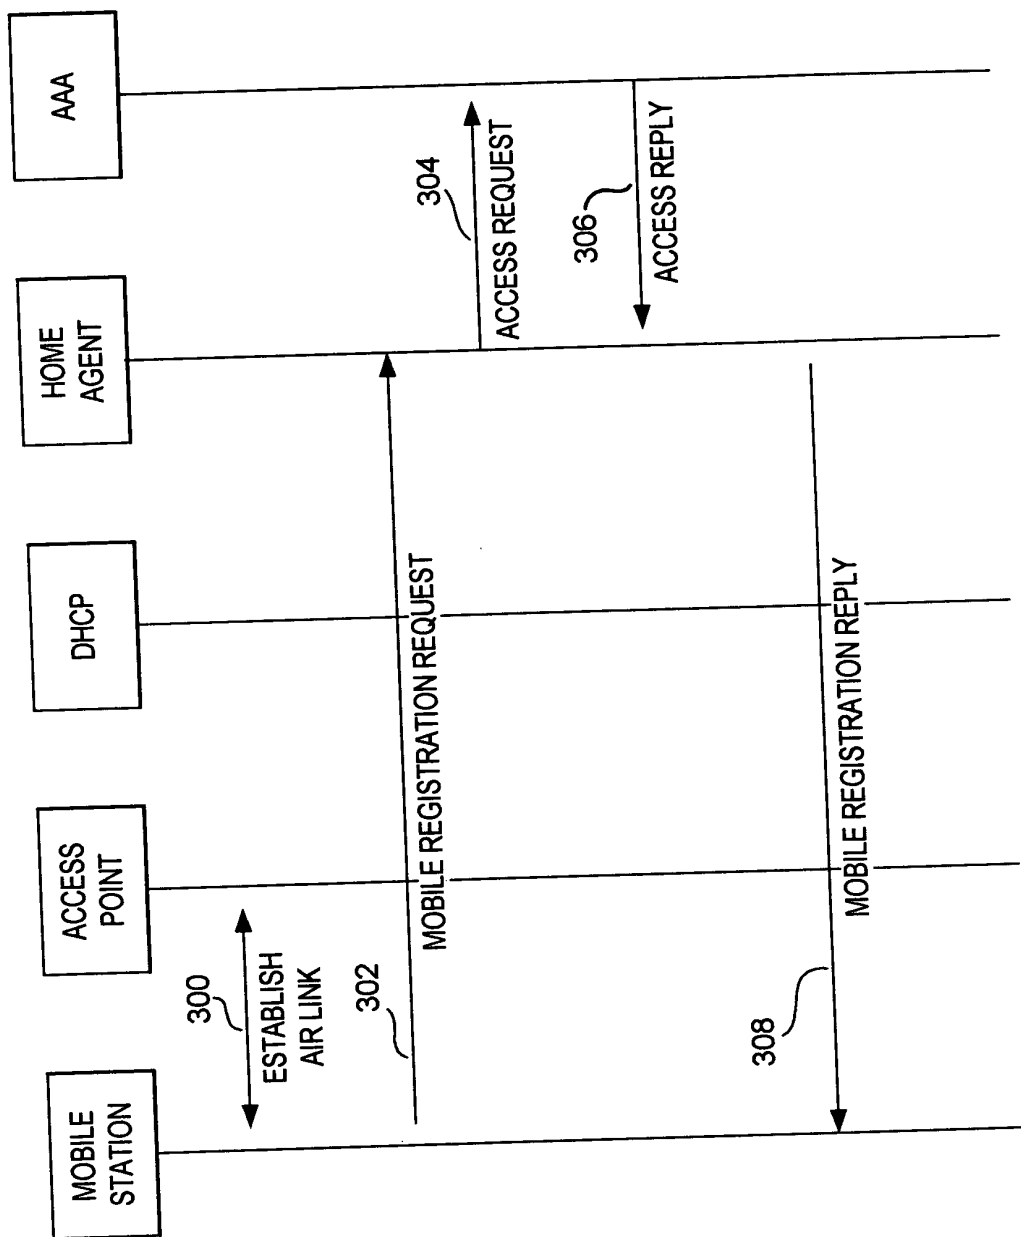 MOBILE
STATION
ACCESS
POINT
DHCP
HOME
AGENT
AAA
300
ESTABLISH
AIR LINK
302
MOBILE REGISTRATION REQUEST
304
ACCESS REQUEST
306
ACCESS REPLY
308
MOBILE REGISTRATION REPLY